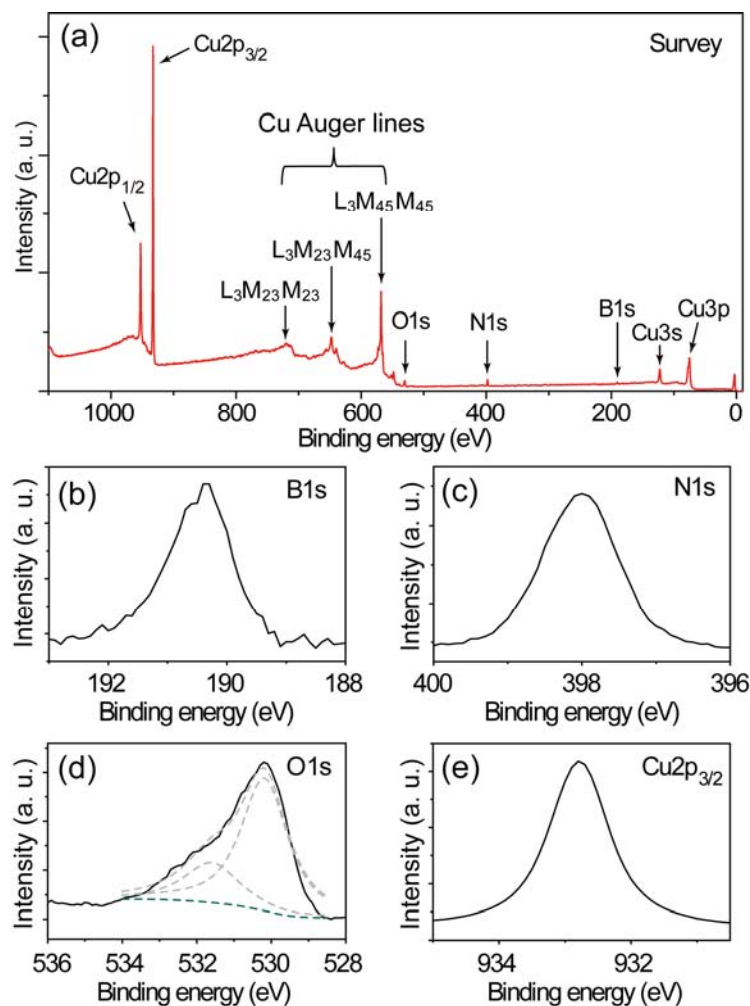 (a)
Survey
Cu2p3/2
Cu Auger lines
Cu2p1/2
L3M45M45
L3M23M45
L3M23M23
O1s
N1s
B1s
Cu3s
Cu3p
Intensity (a. u.)
1000 800 600 400 200 0
Binding energy (eV)
(b)
B1s
Intensity (a. u.)
192 190 188
Binding energy (eV)
(c)
N1s
Intensity (a. u.)
400 398 396
Binding energy (eV)
(d)
O1s
Intensity (a. u.)
536 534 532 530 528
Binding energy (eV)
(e)
Cu2p3/2
Intensity (a. u.)
934 932
Binding energy (eV)